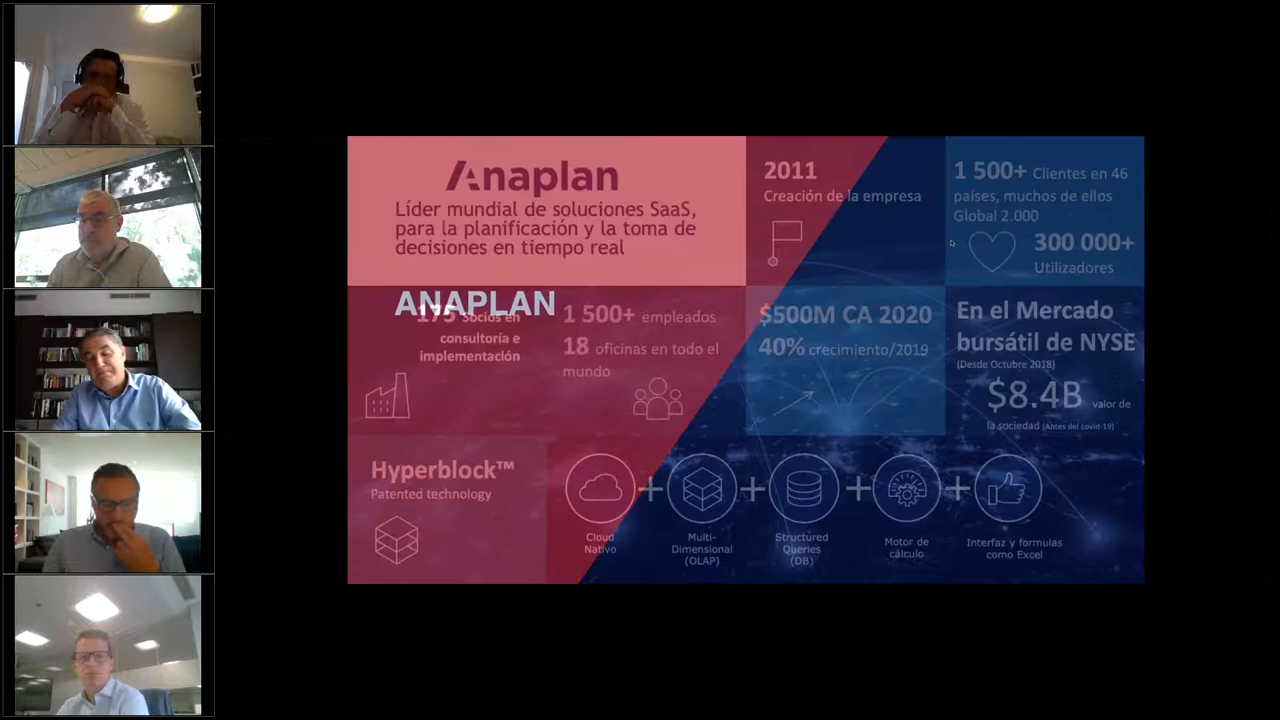 Anaplan
Líder mundial de soluciones SaaS,
para la planificación y la toma de
decisiones en tiempo real
2011
Creación de la empresa
1 500+ Clientes en 46
países, muchos de ellos
Global 2.000
300 000+
Utilizadores
ANAPLAN
175 Socios en
consultoría e
implementación
1 500+ empleados
18 oficinas en todo el
mundo
$500M CA 2020
40% crecimiento/2019
En el Mercado
bursátil de NYSE
(Desde Octubre 2018)
$8.4B valor de
la sociedad (Antes del covid-19)
Hyperblock™
Patented technology
Cloud
Nativo
Multi-
Dimensional
(OLAP)
Structured
Queries
(DB)
Motor de
cálculo
Interfaz y formulas
como Excel